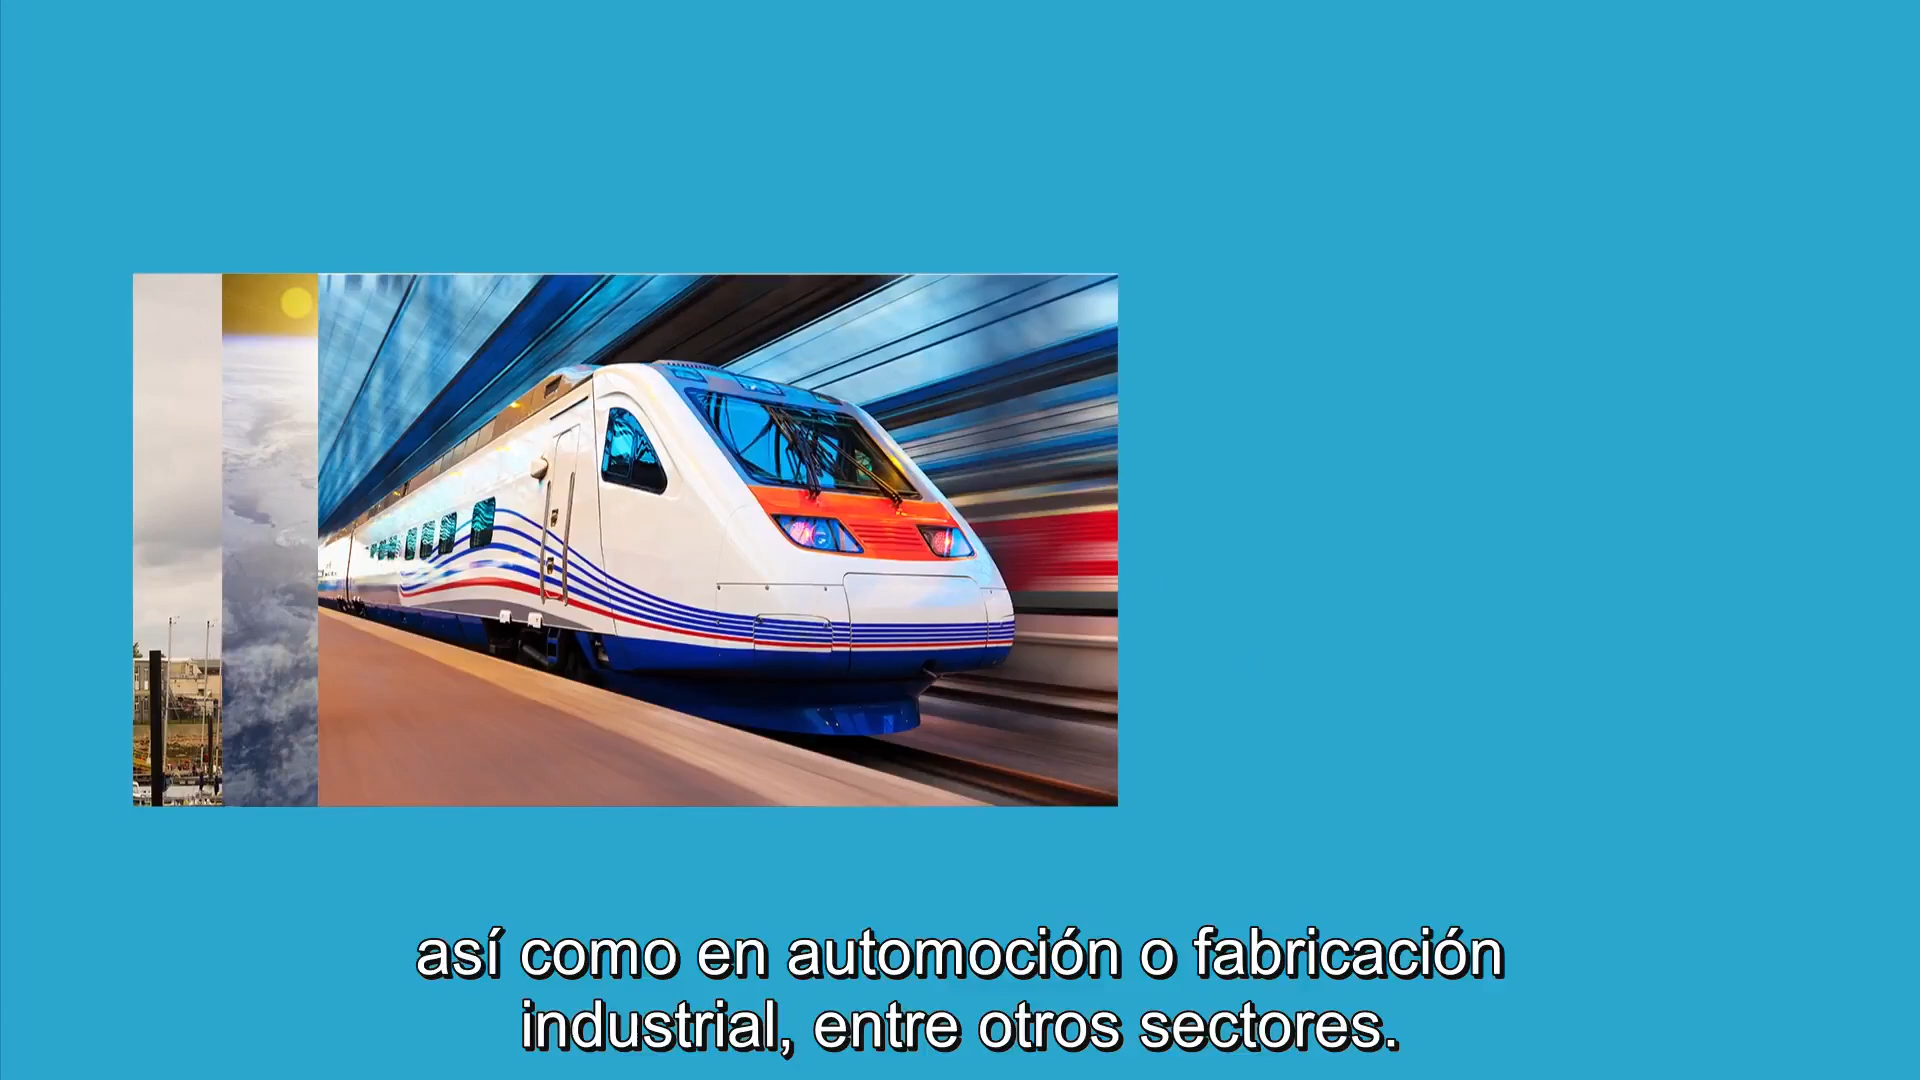 así como en automoción o fabricación
industrial, entre otros sectores.